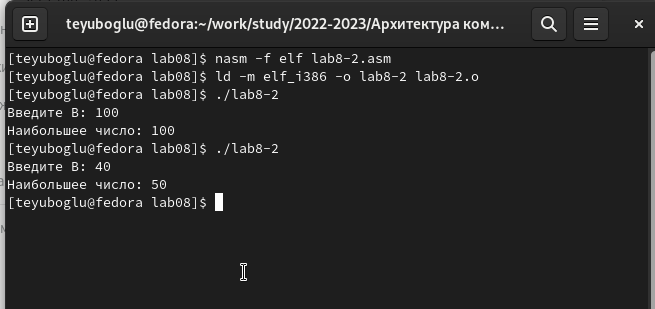 teyuboglu@fedora:~/work/study/2022-2023/Архитектура ком...
[teyuboglu@fedora lab08]$ nasm -f elf lab8-2.asm
[teyuboglu@fedora lab08]$ ld -m elf_i386 -o lab8-2 lab8-2.o
[teyuboglu@fedora lab08]$ ./lab8-2
Введите В: 100
Наибольшее число: 100
[teyuboglu@fedora lab08]$ ./lab8-2
Введите В: 40
Наибольшее число: 50
[teyuboglu@fedora lab08]$